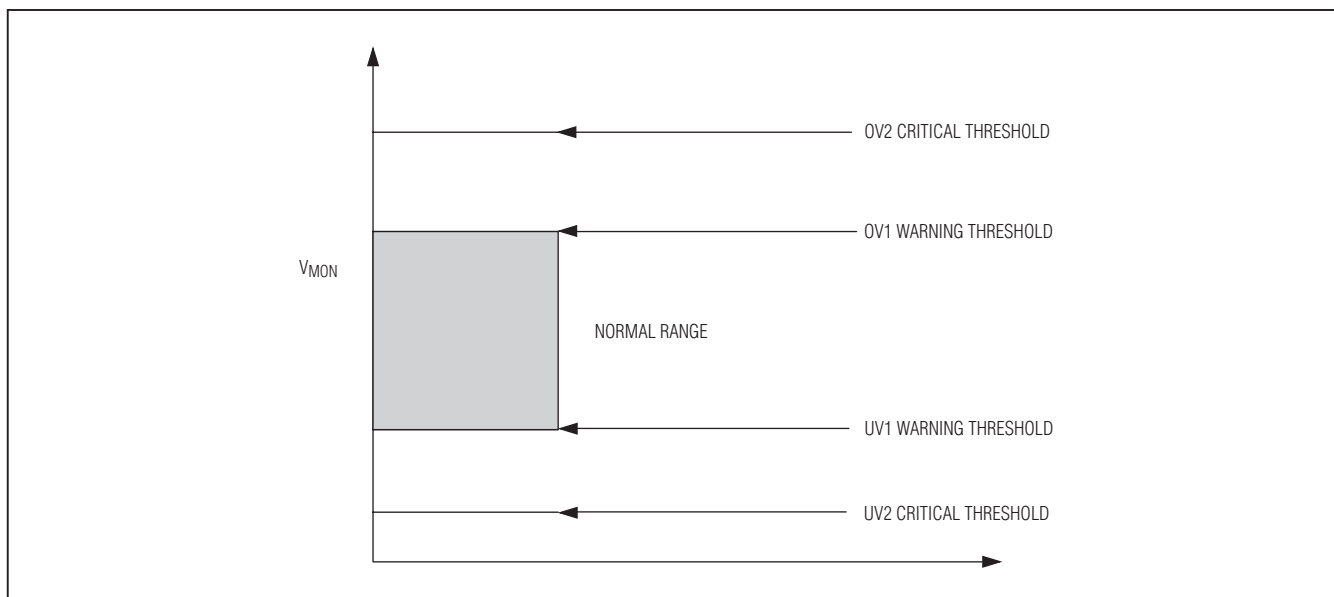 OV2 CRITICAL THRESHOLD
OV1 WARNING THRESHOLD
VMON
NORMAL RANGE
UV1 WARNING THRESHOLD
UV2 CRITICAL THRESHOLD